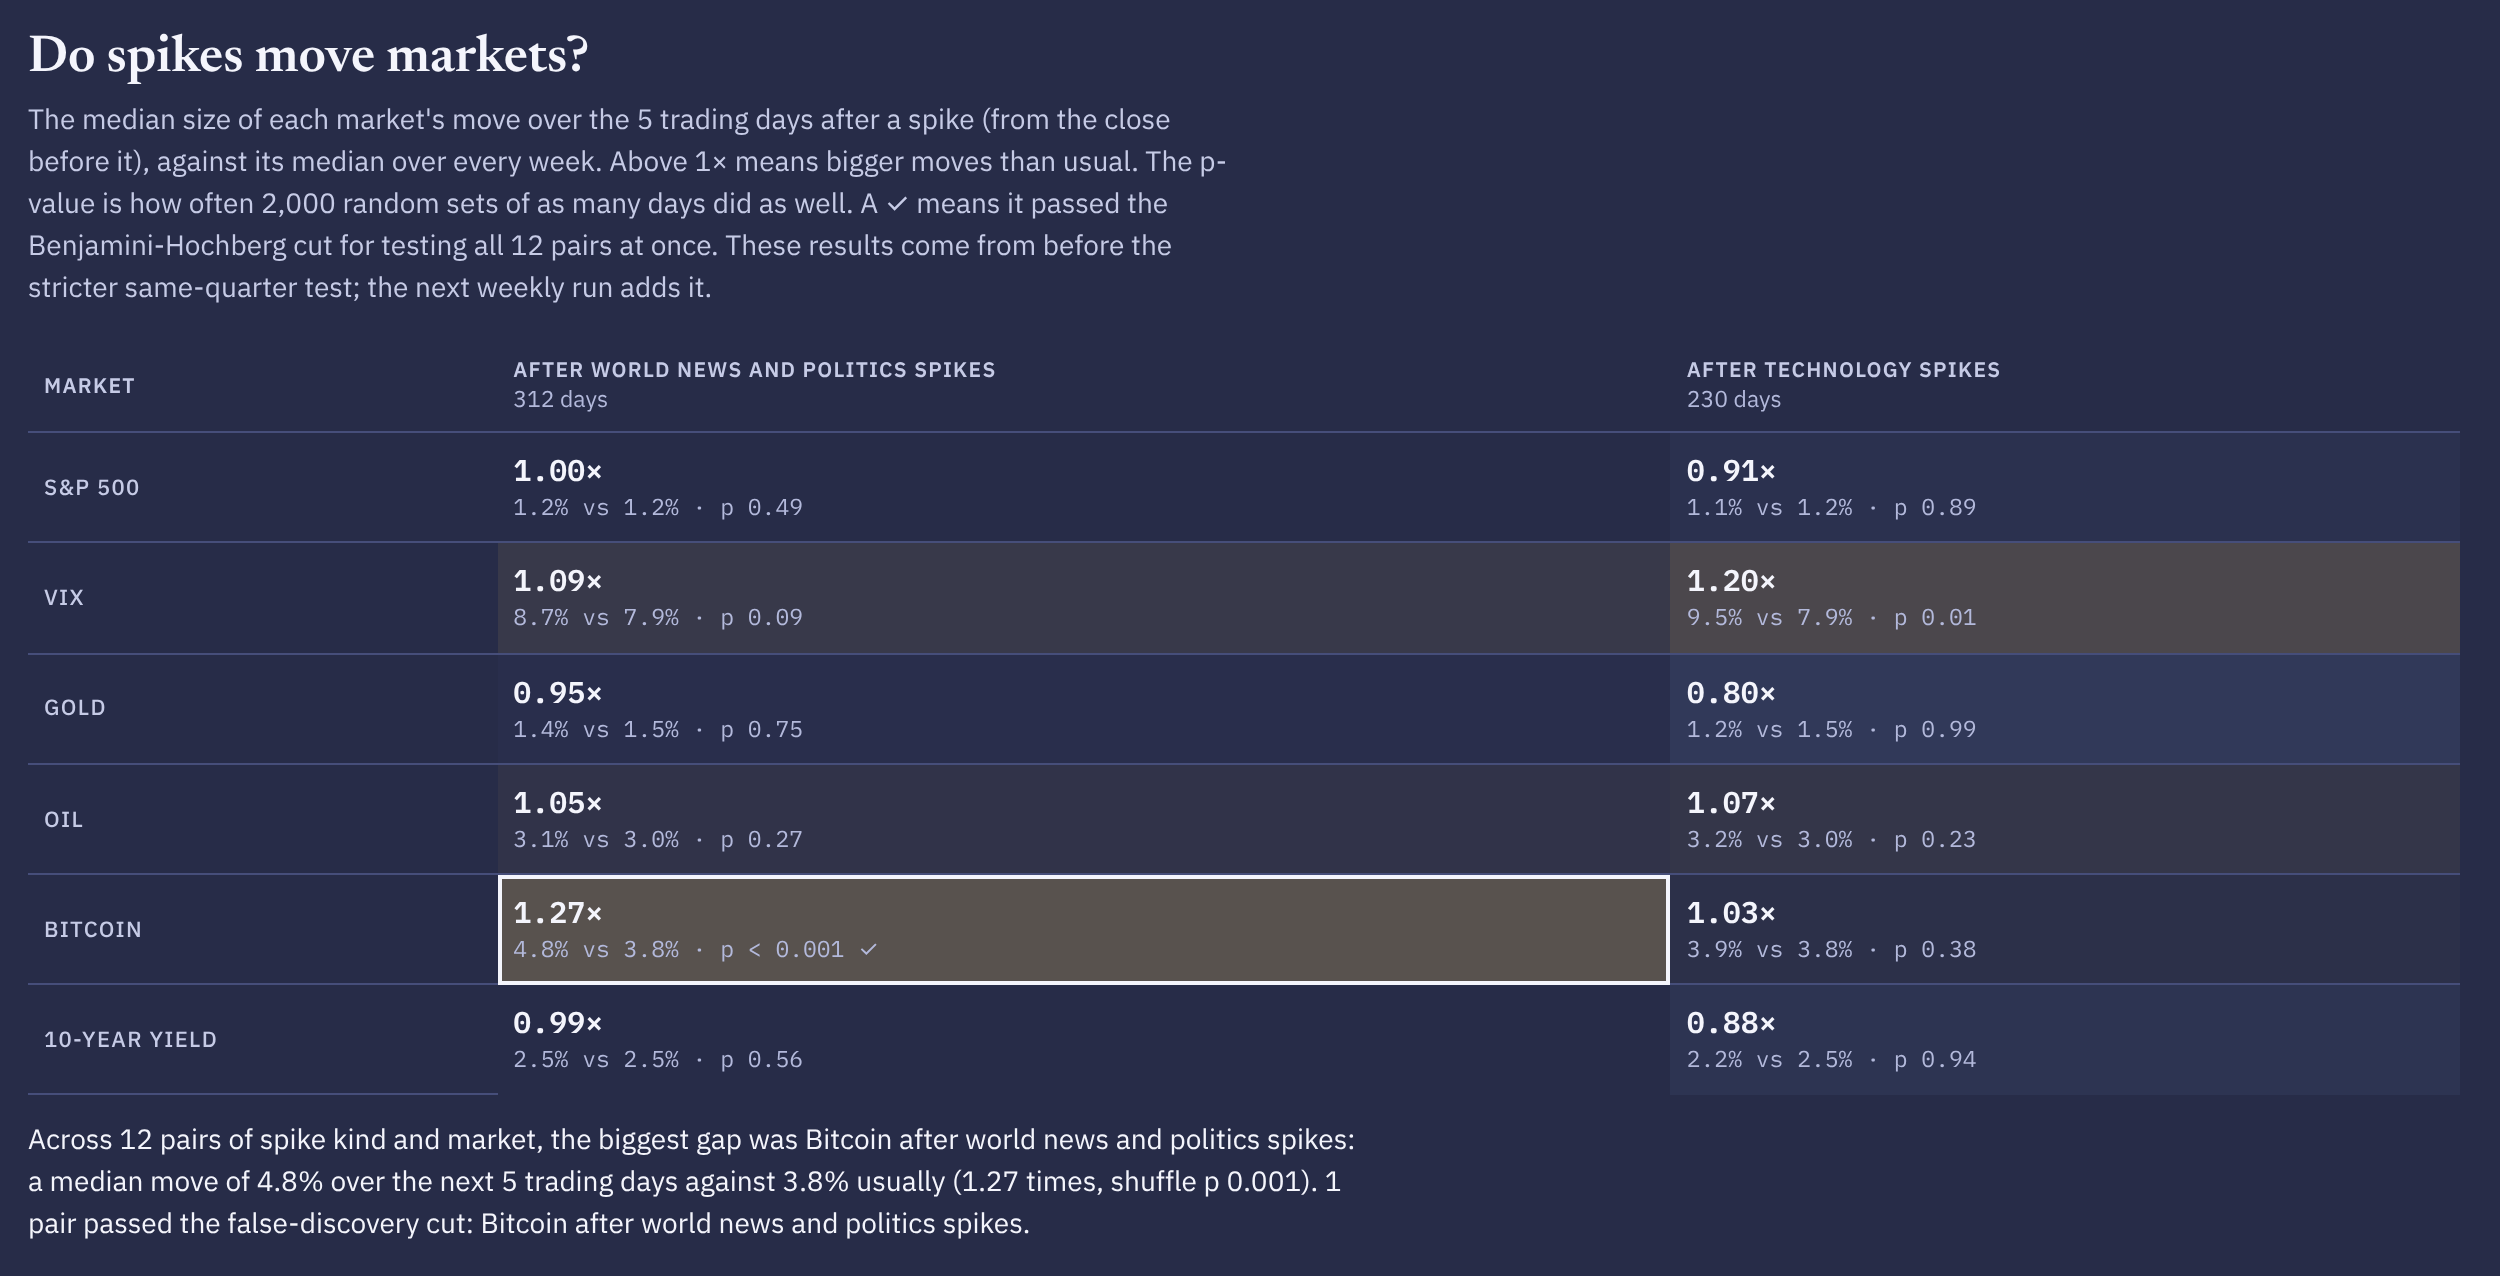 Do spikes move markets?
The median size of each market's move over the 5 trading days after a spike (from the close
before it), against its median over every week. Above 1× means bigger moves than usual. The p-
value is how often 2,000 random sets of as many days did as well. A ✓ means it passed the
Benjamini-Hochberg cut for testing all 12 pairs at once. These results come from before the
stricter same-quarter test; the next weekly run adds it.
MARKET
AFTER WORLD NEWS AND POLITICS SPIKES
312 days
AFTER TECHNOLOGY SPIKES
230 days
S&P 500
1.00×
1.2% vs 1.2% · p 0.49
0.91×
1.1% vs 1.2% · p 0.89
VIX
1.09×
8.7% vs 7.9% · p 0.09
1.20×
9.5% vs 7.9% · p 0.01
GOLD
0.95×
1.4% vs 1.5% · p 0.75
0.80×
1.2% vs 1.5% · p 0.99
OIL
1.05×
3.1% vs 3.0% · p 0.27
1.07×
3.2% vs 3.0% · p 0.23
BITCOIN
1.27×
4.8% vs 3.8% · p < 0.001 ✓
1.03×
3.9% vs 3.8% · p 0.38
10-YEAR YIELD
0.99×
2.5% vs 2.5% · p 0.56
0.88×
2.2% vs 2.5% · p 0.94
Across 12 pairs of spike kind and market, the biggest gap was Bitcoin after world news and politics spikes:
a median move of 4.8% over the next 5 trading days against 3.8% usually (1.27 times, shuffle p 0.001). 1
pair passed the false-discovery cut: Bitcoin after world news and politics spikes.